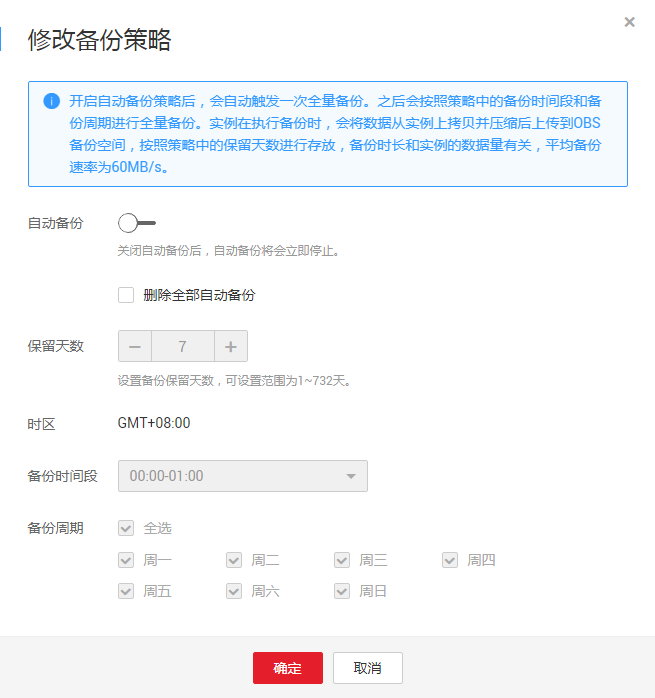 修改备份策略
开启自动备份策略后，会自动触发一次全量备份。之后会按照策略中的备份时间段和备
份周期进行全量备份。实例在执行备份时，会将数据从实例上拷贝并压缩后上传到OBS
备份空间，按照策略中的保留天数进行存放，备份时长和实例的数据量有关，平均备份
速率为60MB/s。
自动备份
关闭自动备份后，自动备份将会立即停止。
删除全部自动备份
保留天数 7
设置备份保留天数，可设置范围为1~732天。
时区 GMT+08:00
备份时间段 00:00-01:00
备份周期 全选
周一 周二 周三 周四
周五 周六 周日
确定 取消